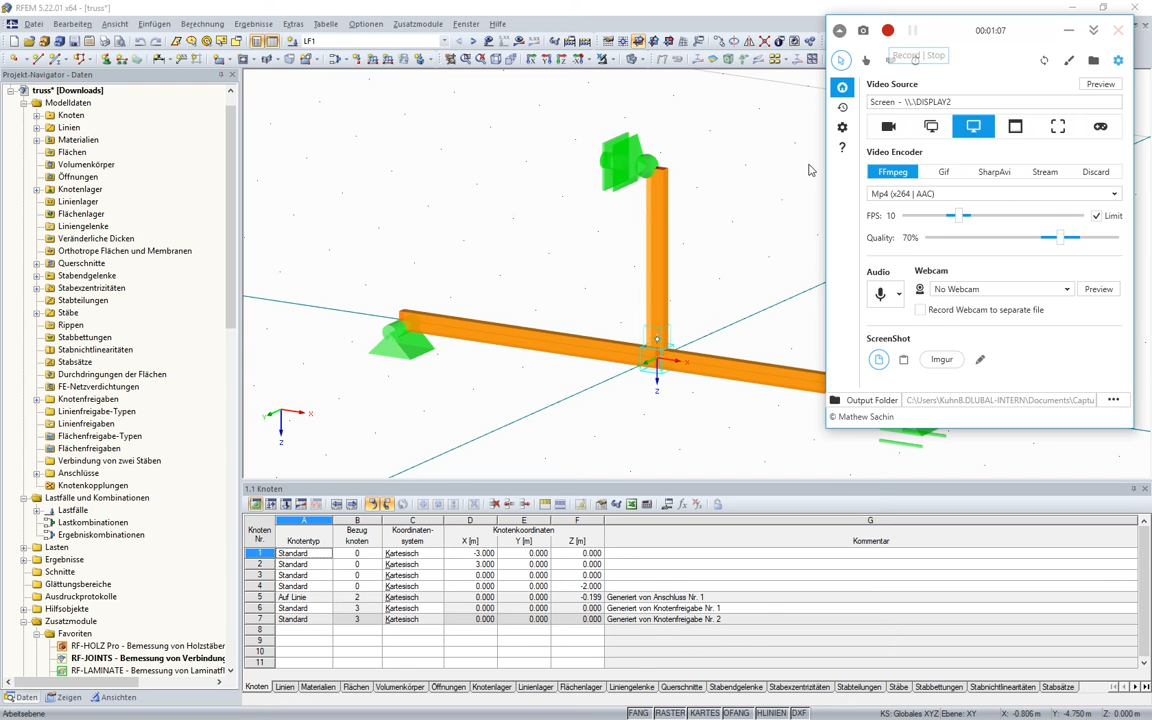 RFEM 5.22.01 x64 - [truss*]
Datei Bearbeiten Ansicht Einfügen Berechnung Ergebnisse Extras Tabelle Optionen Zusatzmodule Fenster Hilfe
LF1
Projekt-Navigator - Daten
truss* [Downloads]
Modelldaten
Knoten
Linien
Materialien
Flächen
Volumenkörper
Öffnungen
Knotenlager
Linienlager
Flächenlager
Liniengelenke
Veränderliche Dicken
Orthotrope Flächen und Membranen
Querschnitte
Stabendgelenke
Stabexzentrizitäten
Stabteilungen
Stäbe
Rippen
Stabbettungen
Stabnichtlinearitäten
Stabsätze
Durchdringungen der Flächen
FE-Netzverdichtungen
Knotenfreigaben
Linienfreigabe-Typen
Linienfreigaben
Flächenfreigabe-Typen
Flächenfreigaben
Verbindung von zwei Stäben
Anschlüsse
Knotenkopplungen
Lastfälle und Kombinationen
Lastfälle
Lastkombinationen
Ergebniskombinationen
Lasten
Ergebnisse
Schnitte
Glättungsbereiche
Ausdruckprotokolle
Hilfsobjekte
Zusatzmodule
Favoriten
RF-HOLZ Pro - Bemessung von Holzstäben
RF-JOINTS - Bemessung von Verbindung
RF-LAMINATE - Bemessung von Laminatfl
Daten Zeigen Ansichten
Arbeitsebene
X
Z
Y X
Z
00:01:07
Record | Stop
Video Source
Preview
Screen - \\.\DISPLAY2
Video Encoder
FFmpeg Gif SharpAvi Stream Discard
Mp4 (x264 | AAC)
FPS: 10 Limit
Quality: 70%
Audio Webcam
No Webcam Preview
Record Webcam to separate file
ScreenShot
Imgur
Output Folder C:\Users\KuhnB.DLUBAL-INTERN\Documents\Captu ...
© Mathew Sachin
1.1 Knoten
A B C D E F G
Knoten Bezug Koordinaten- Knotenkoordinaten
Nr. Knotentyp knoten system X [m] Y [m] Z [m] Kommentar
1 Standard 0 Kartesisch -3.000 0.000 0.000
2 Standard 0 Kartesisch 3.000 0.000 0.000
3 Standard 0 Kartesisch 0.000 0.000 0.000
4 Standard 0 Kartesisch 0.000 0.000 -2.000
5 Auf Linie 2 Kartesisch 0.000 0.000 -0.199 Generiert von Anschluss Nr. 1
6 Standard 3 Kartesisch 0.000 0.000 0.000 Generiert von Knotenfreigabe Nr. 1
7 Standard 3 Kartesisch 0.000 0.000 0.000 Generiert von Knotenfreigabe Nr. 2
8
9
10
11
Knoten Linien Materialien Flächen Volumenkörper Öffnungen Knotenlager Linienlager Flächenlager Liniengelenke Querschnitte Stabendgelenke Stabexzentrizitäten Stabteilungen Stäbe Stabbettungen Stabnichtlinearitäten Stabsätze
FANG RASTER KARTES OFANG HLINIEN DXF KS: Globales XYZ Ebene: XY X: -0.806 m Y: -4.750 m Z: 0.000 m